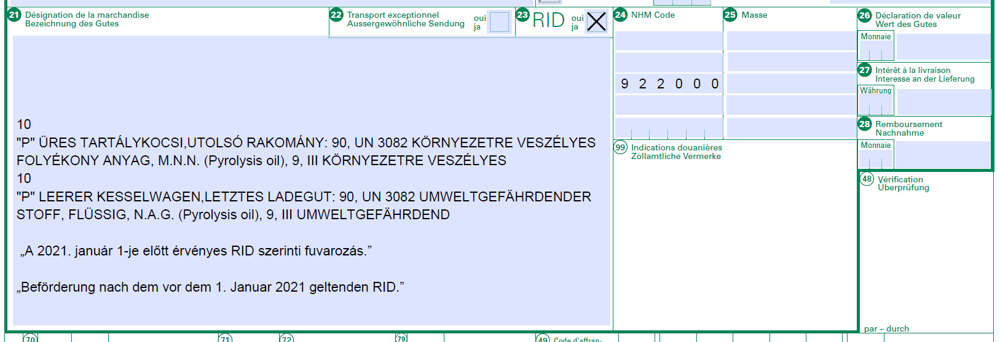 21 Désignation de la marchandise
Bezeichnung des Gutes
22 Transport exceptionnel
Aussergewöhnliche Sendung
oui
ja
23 RID
oui
ja
24 NHM Code
25 Masse
26 Déclaration de valeur
Wert des Gutes
Monnaie
27 Intérêt à la livraison
Interesse an der Lieferung
Währung
28 Remboursement
Nachnahme
Monnaie
922000
10
"P" ÜRES TARTÁLYKOCSI,UTOLSÓ RAKOMÁNY: 90, UN 3082 KÖRNYEZETRE VESZÉLYES
FOLYÉKONY ANYAG, M.N.N. (Pyrolysis oil), 9, III KÖRNYEZETRE VESZÉLYES
10
"P" LEERER KESSELWAGEN,LETZTES LADEGUT: 90, UN 3082 UMWELTGEFÄHRDENDER
STOFF, FLÜSSIG, N.A.G. (Pyrolysis oil), 9, III UMWELTGEFÄHRDEND
„A 2021. január 1-je előtt érvényes RID szerinti fuvarozás.”
„Beförderung nach dem vor dem 1. Januar 2021 geltenden RID.”
99 Indications douanières
Zollamtliche Vermerke
48 Vérification
Überprüfung
par – durch
70
71
72
79
49 Code d'affran-